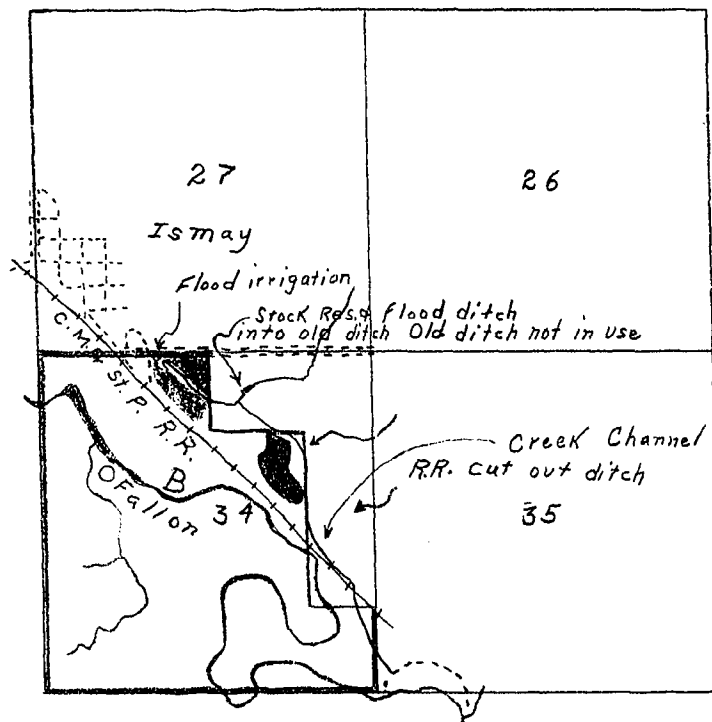 27
26
Ismay
Flood irrigation
Stock Res. & flood ditch
into old ditch Old ditch not in use
C. M. & St. P. R.R.
Creek Channel
R.R. cut out ditch
B
O Fallon
34
35